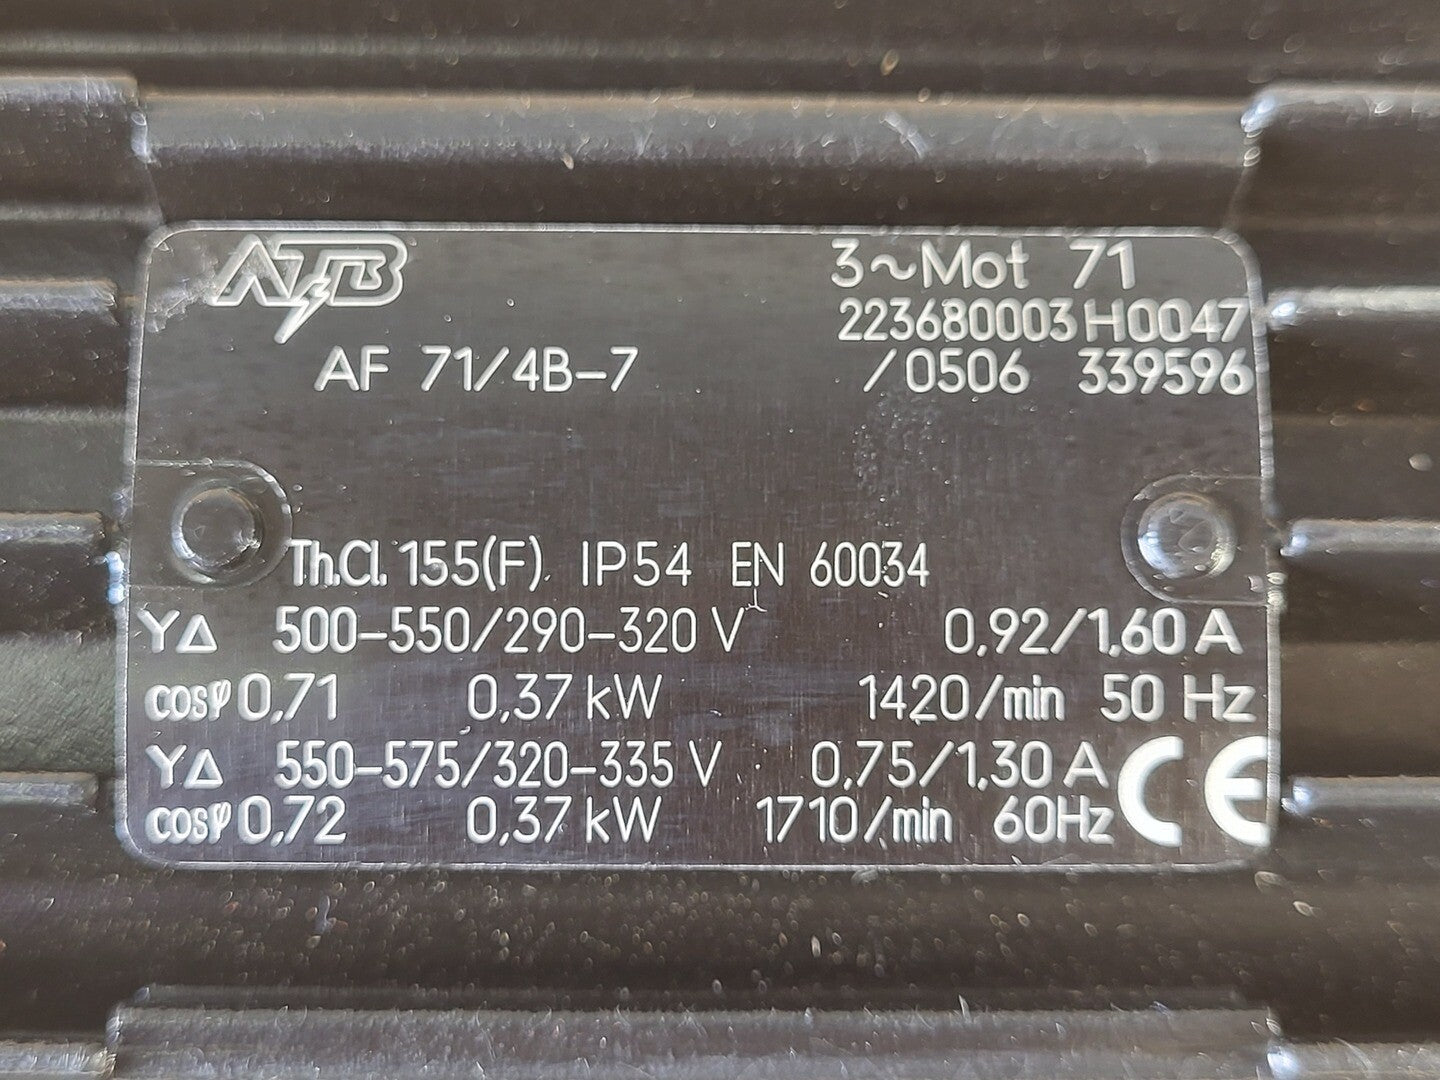 ATB
3~Mot 71
223680003 H0047
AF 71/4B-7
/0506 339596
Th.Cl. 155(F) IP54 EN 60034
YΔ 500-550/290-320 V 0,92/1,60 A
cosφ 0,71 0,37 kW 1420/min 50 Hz
YΔ 550-575/320-335 V 0,75/1,30 A
cosφ 0,72 0,37 kW 1710/min 60Hz CE